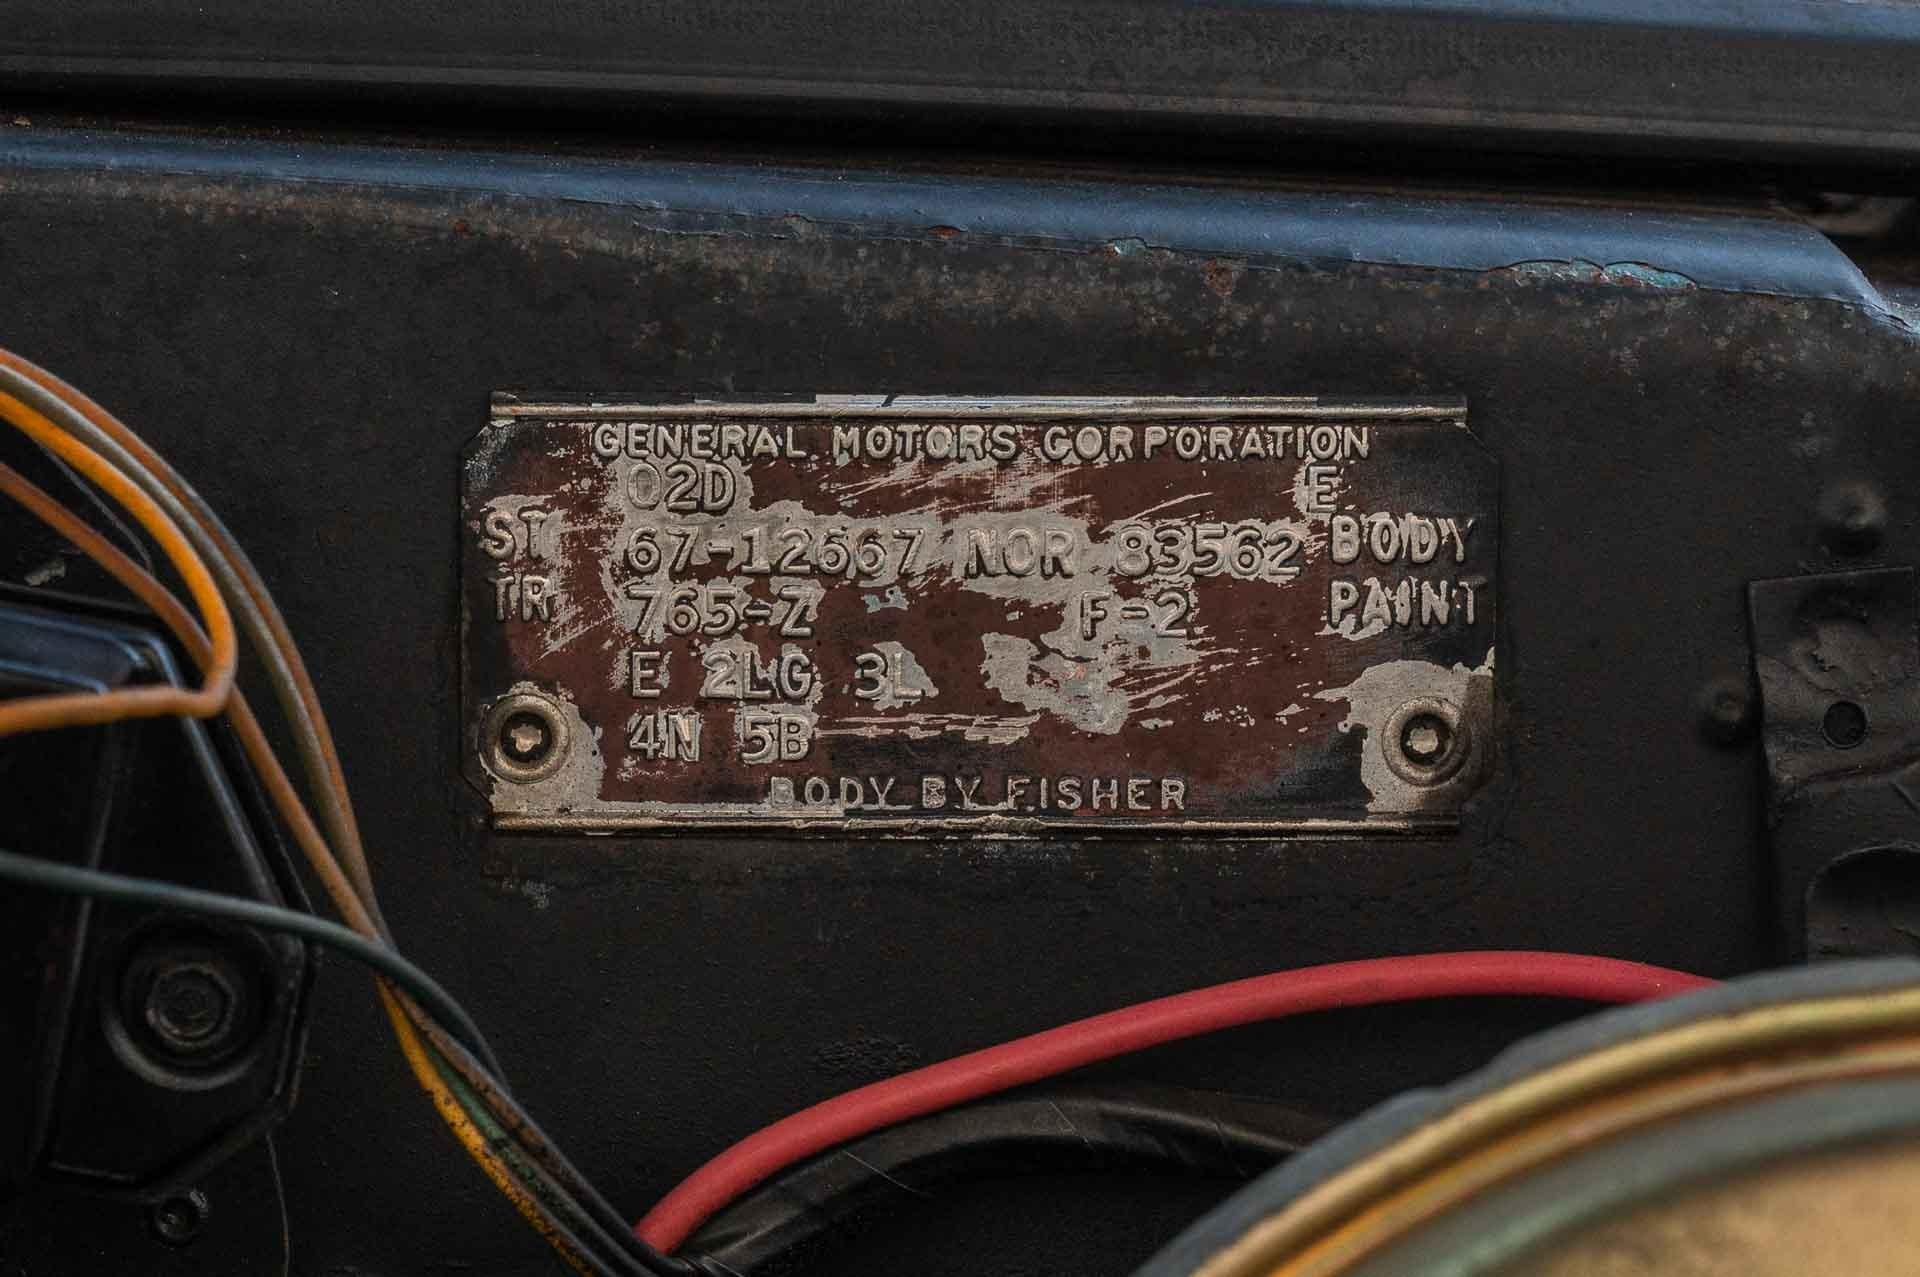 GENERAL MOTORS CORPORATION
02D E
ST 67-12667 NOR 83562 BODY
TR 765-Z F-2 PAINT
E 2LG 3L
4N 5B
BODY BY FISHER